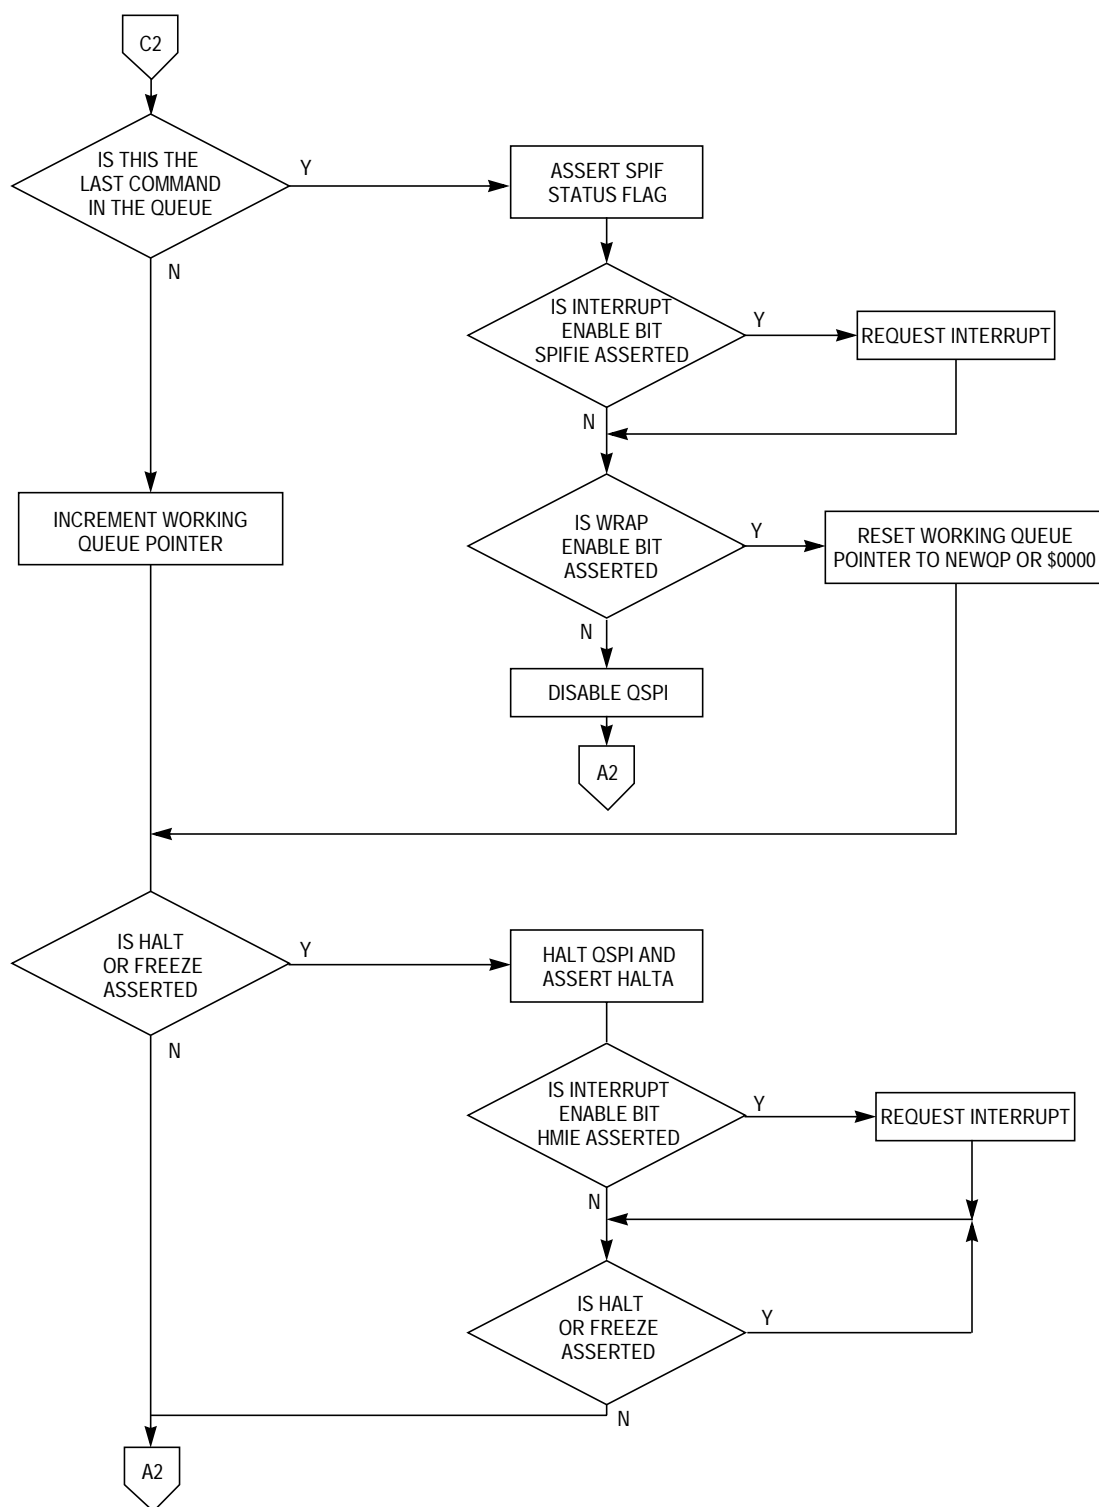 C2
IS THIS THE
LAST COMMAND
IN THE QUEUE
Y
ASSERT SPIF
STATUS FLAG
N
IS INTERRUPT
ENABLE BIT
SPIFIE ASSERTED
Y
REQUEST INTERRUPT
N
INCREMENT WORKING
QUEUE POINTER
IS WRAP
ENABLE BIT
ASSERTED
Y
RESET WORKING QUEUE
POINTER TO NEWQP OR $0000
N
DISABLE QSPI
A2
IS HALT
OR FREEZE
ASSERTED
Y
HALT QSPI AND
ASSERT HALTA
N
IS INTERRUPT
ENABLE BIT
HMIE ASSERTED
Y
REQUEST INTERRUPT
N
IS HALT
OR FREEZE
ASSERTED
Y
N
A2